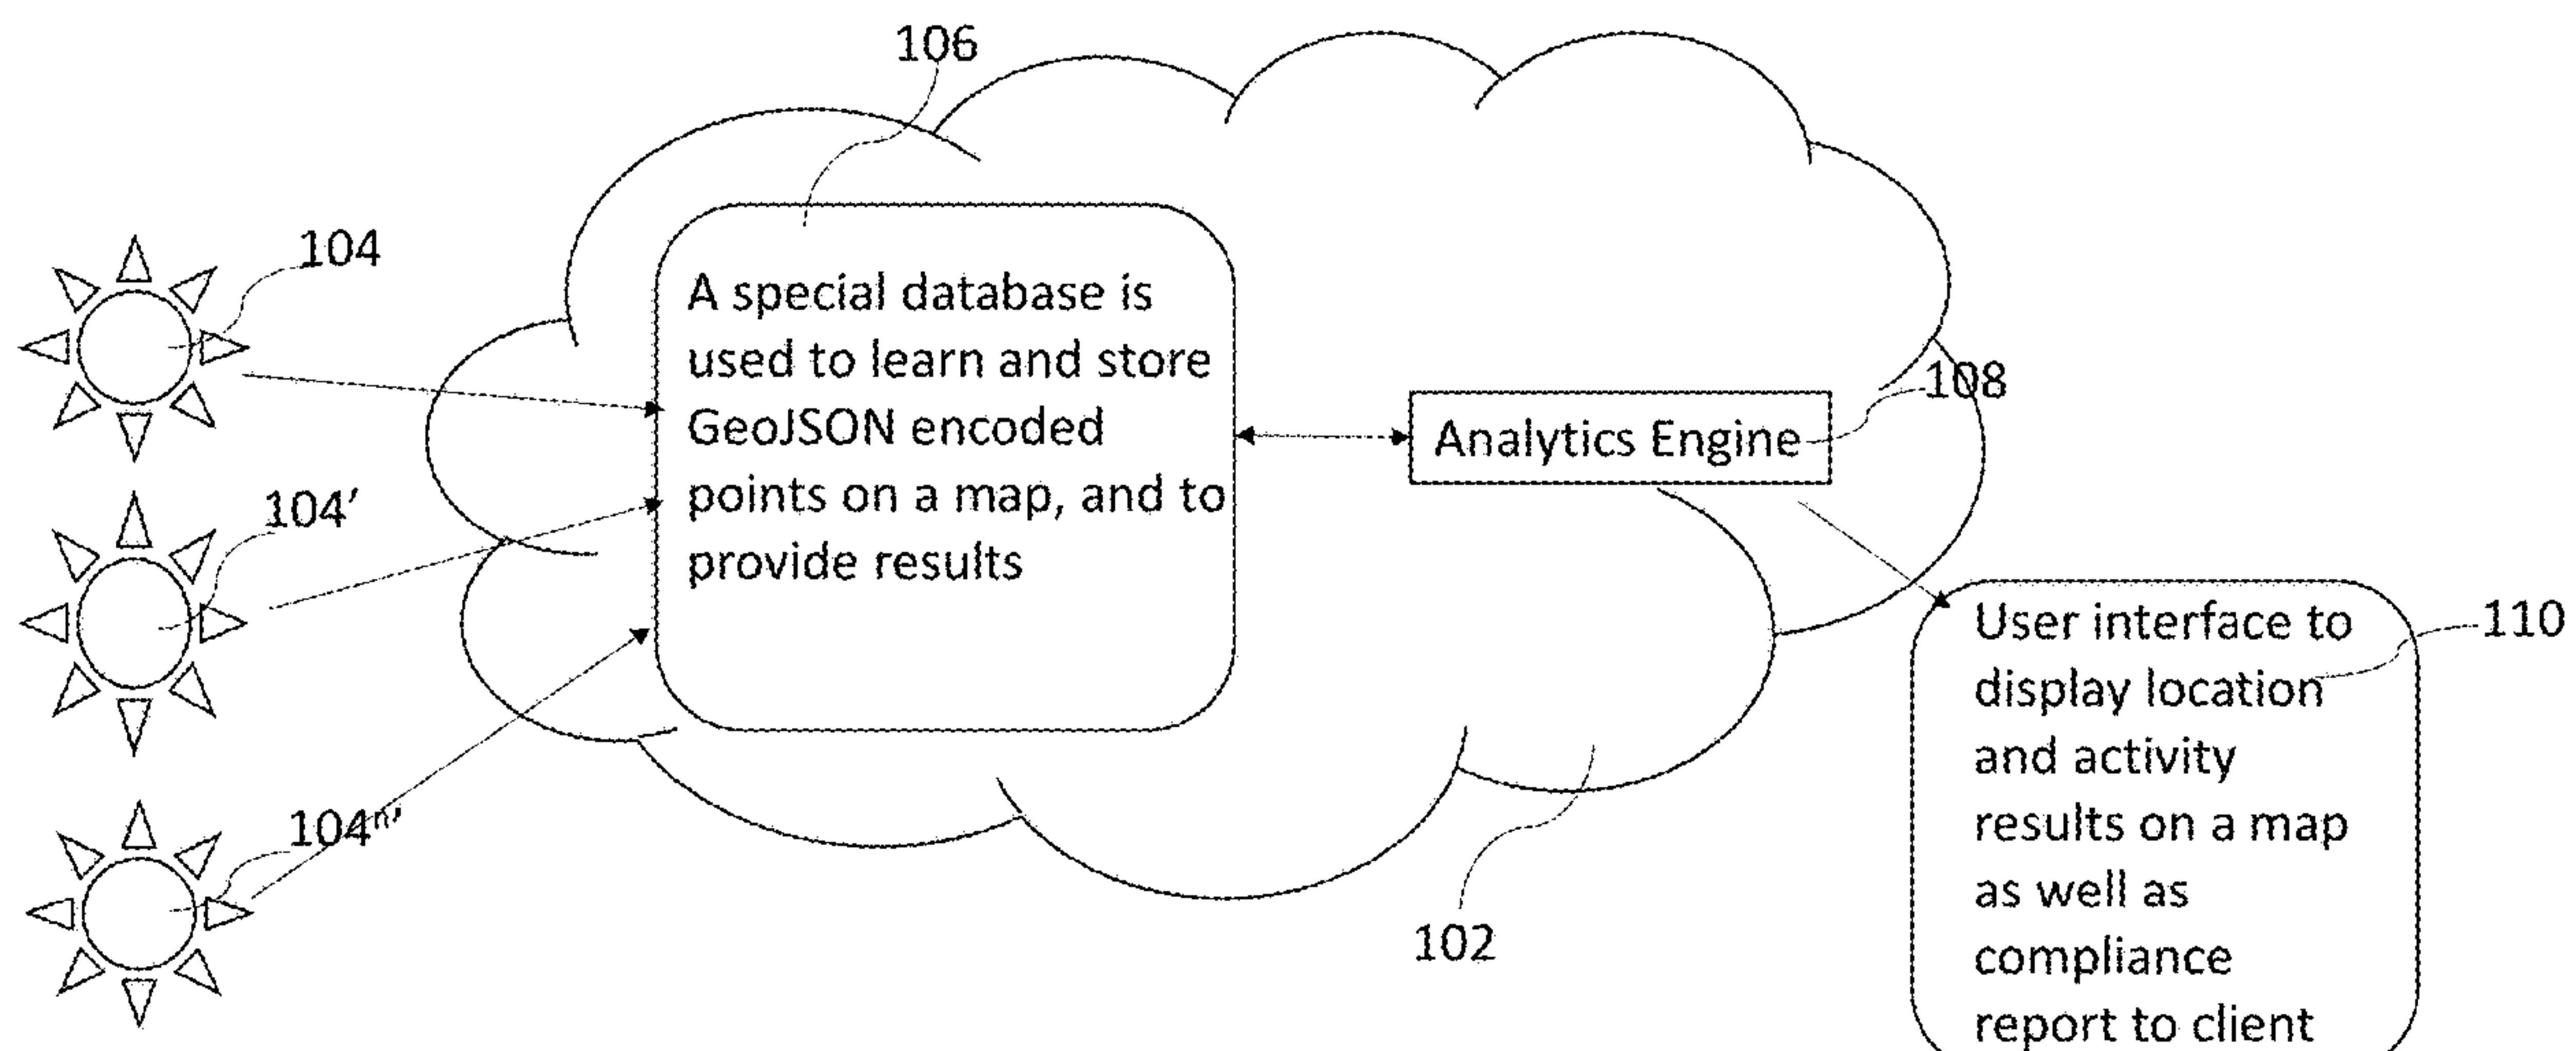 106
104
A special database is
used to learn and store
GeoJSON encoded
points on a map, and to
provide results
108
Analytics Engine
104'
User interface to
display location
and activity
results on a map
as well as
compliance
report to client
110
104n'
102